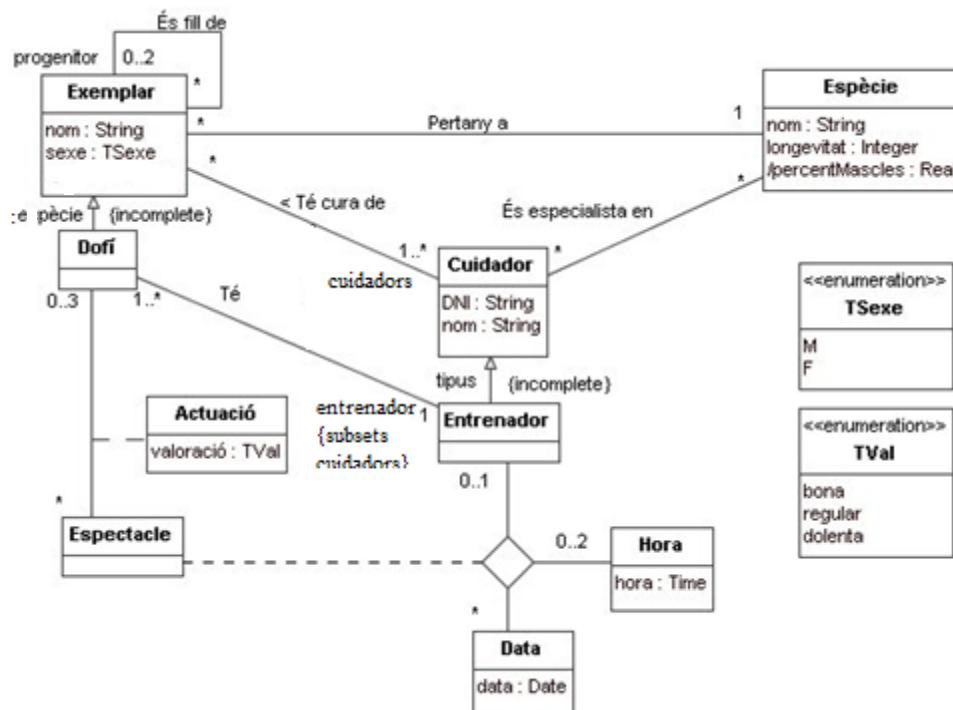 És fill de
progenitor
0..2
*
Exemplar
nom : String
sexe : TSexe
*
Pertany a
1
Espècie
nom : String
longevitat : Integer
/percentMascles : Rea
*
< Té cura de
1..*
cuidadors
*
És especialista en
*
Cuidador
DNI : String
nom : String
{incomplete}
Dofí
0..3
1..*
Té
tipus
{incomplete}
entrenador
{subsets
cuidadors}
1
Entrenador
0..1
<<enumeration>>
TSexe
M
F
Actuació
valoració : TVal
<<enumeration>>
TVal
bona
regular
dolenta
*
Espectacle
0..2
Hora
hora : Time
*
Data
data : Date